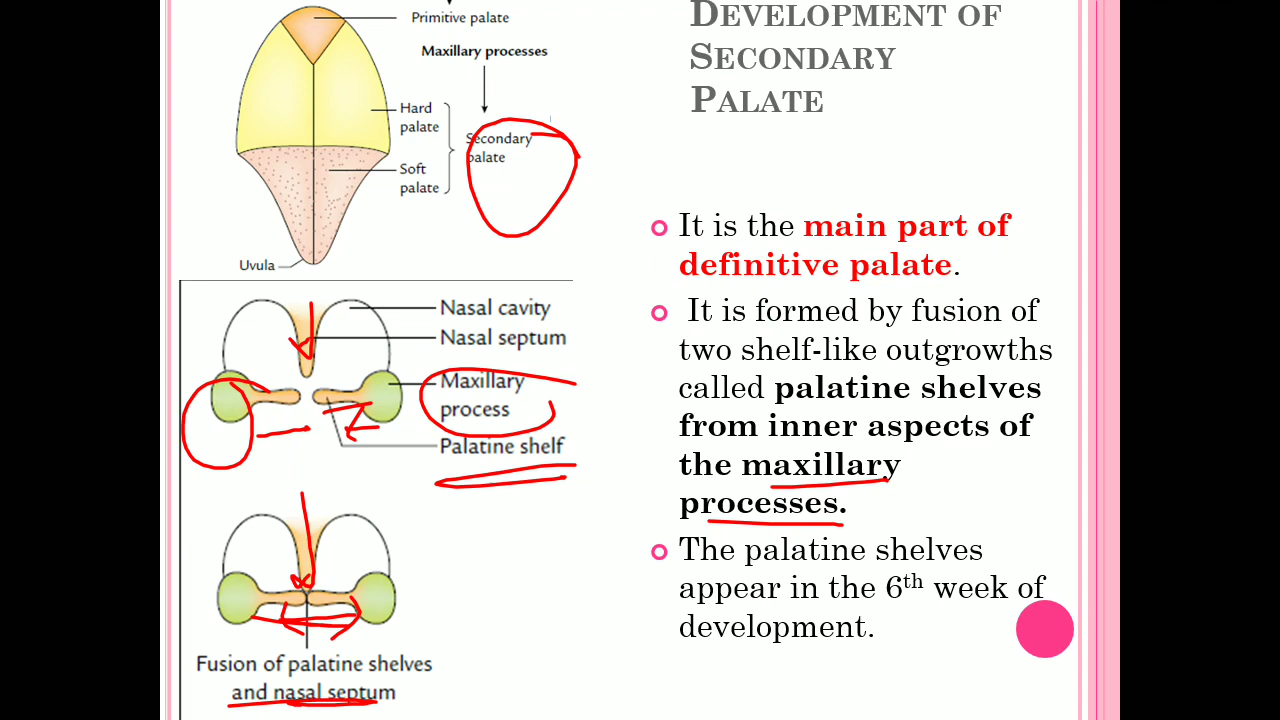 Primitive palate
Maxillary processes
Hard
palate
Secondary
palate
Soft
palate
Uvula
Nasal cavity
Nasal septum
Maxillary
process
Palatine shelf
Fusion of palatine shelves
and nasal septum
DEVELOPMENT OF
SECONDARY
PALATE
It is the main part of
definitive palate.
It is formed by fusion of
two shelf-like outgrowths
called palatine shelves
from inner aspects of
the maxillary
processes.
The palatine shelves
appear in the 6th week of
development.